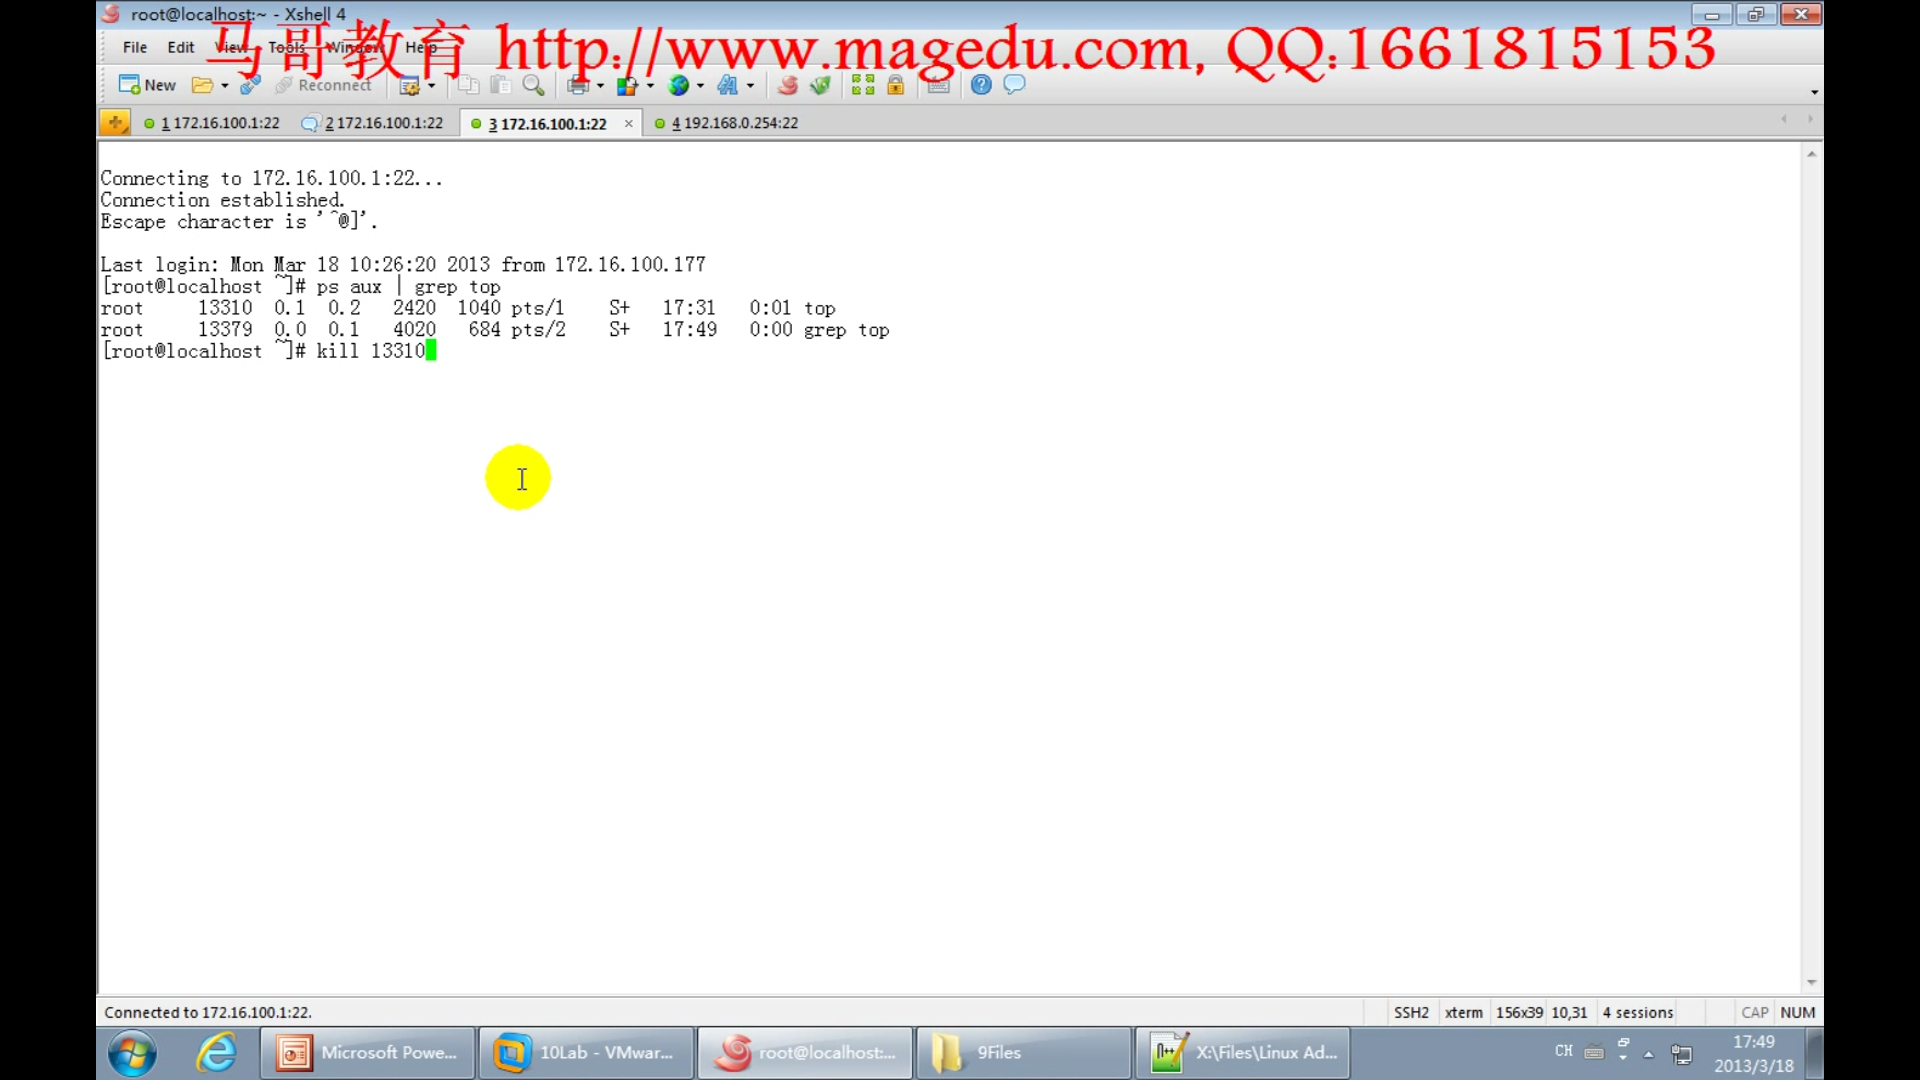 root@localhost:~ - Xshell 4
马哥教育 http://www.magedu.com, QQ:1661815153
File Edit View Tools Window Help
New Reconnect
1 172.16.100.1:22 2 172.16.100.1:22 3 172.16.100.1:22 × 4 192.168.0.254:22
Connecting to 172.16.100.1:22...
Connection established.
Escape character is '^@]'.
Last login: Mon Mar 18 10:26:20 2013 from 172.16.100.177
[root@localhost ~]# ps aux | grep top
root 13310 0.1 0.2 2420 1040 pts/1 S+ 17:31 0:01 top
root 13379 0.0 0.1 4020 684 pts/2 S+ 17:49 0:00 grep top
[root@localhost ~]# kill 13310
Connected to 172.16.100.1:22. SSH2 xterm 156x39 10,31 4 sessions CAP NUM
Microsoft Powe... 10Lab - VMwar... root@localhost:... 9Files X:\Files\Linux Ad... CH 17:49
2013/3/18